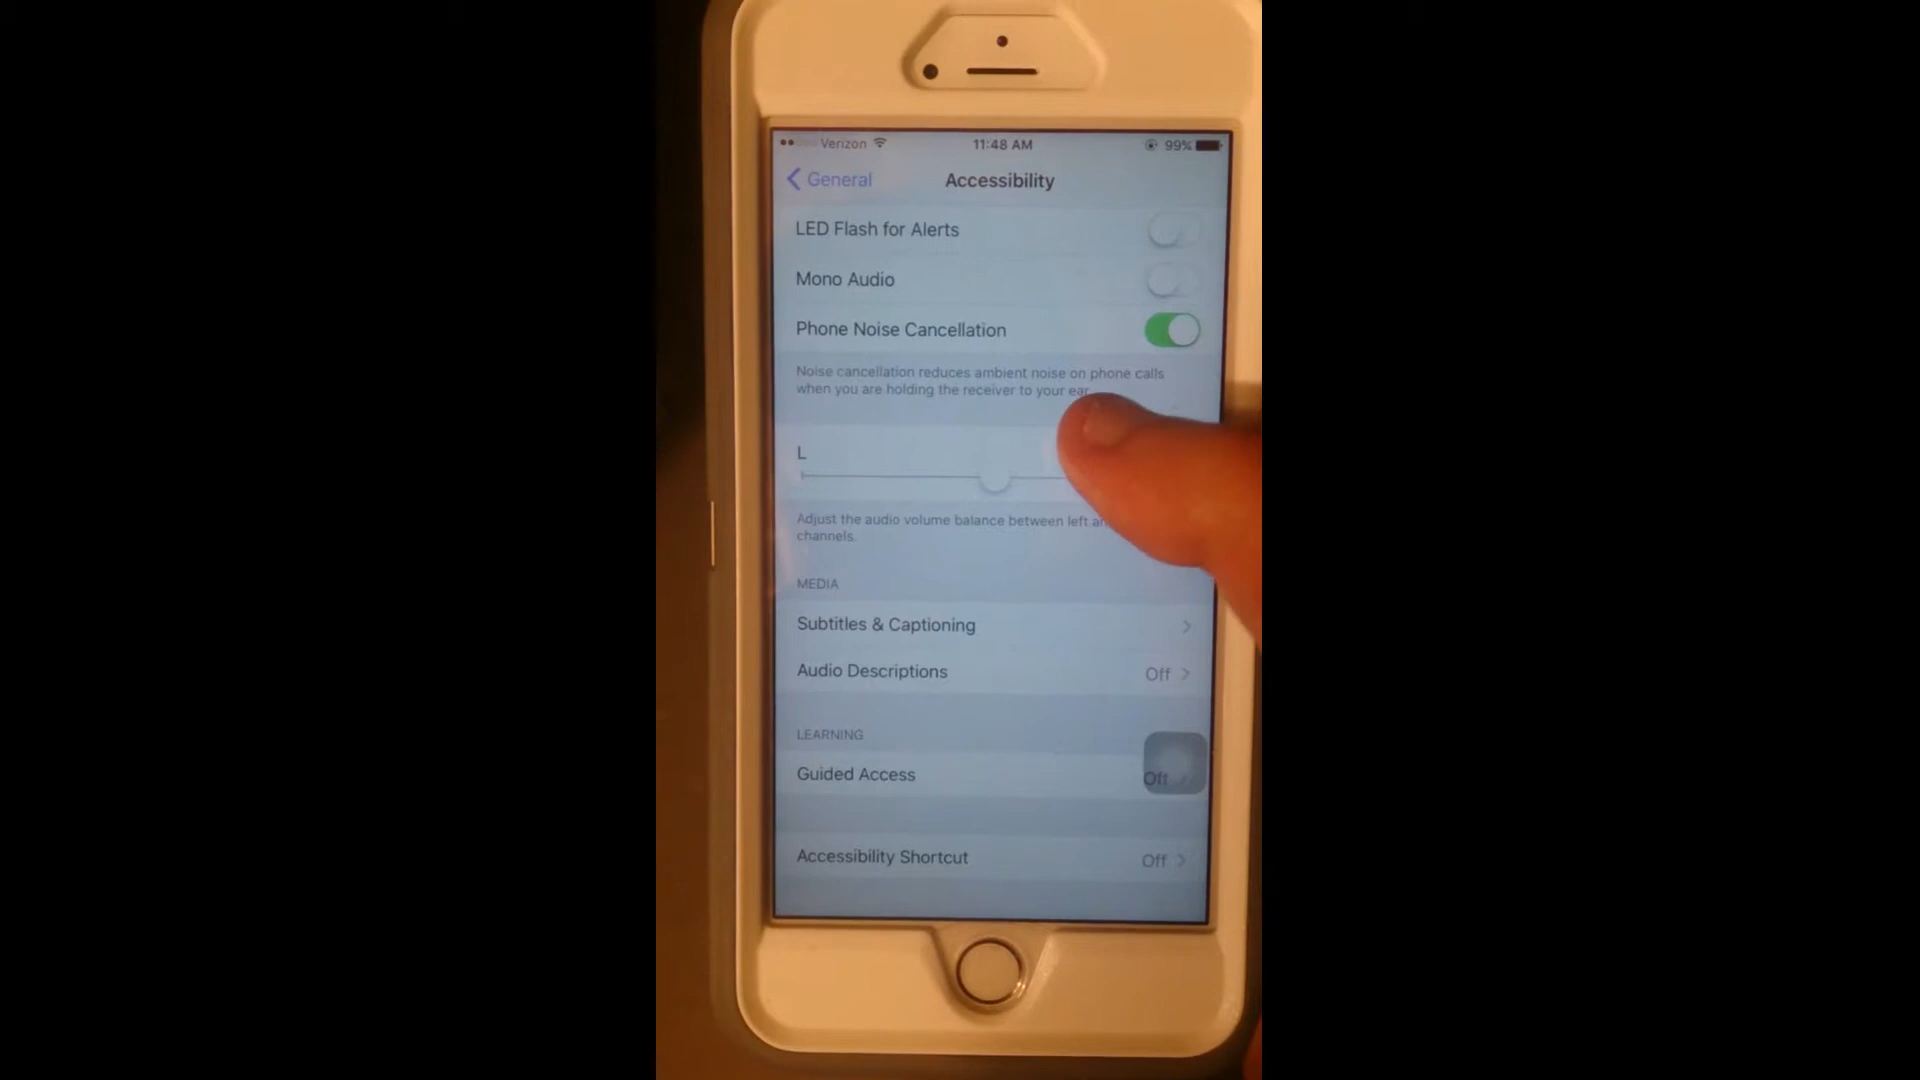 Verizon 11:48 AM 99%
General Accessibility
LED Flash for Alerts
Mono Audio
Phone Noise Cancellation
Noise cancellation reduces ambient noise on phone calls
when you are holding the receiver to your ear.
L
Adjust the audio volume balance between left
channels.
MEDIA
Subtitles & Captioning
Audio Descriptions Off
LEARNING
Guided Access Off
Accessibility Shortcut Off